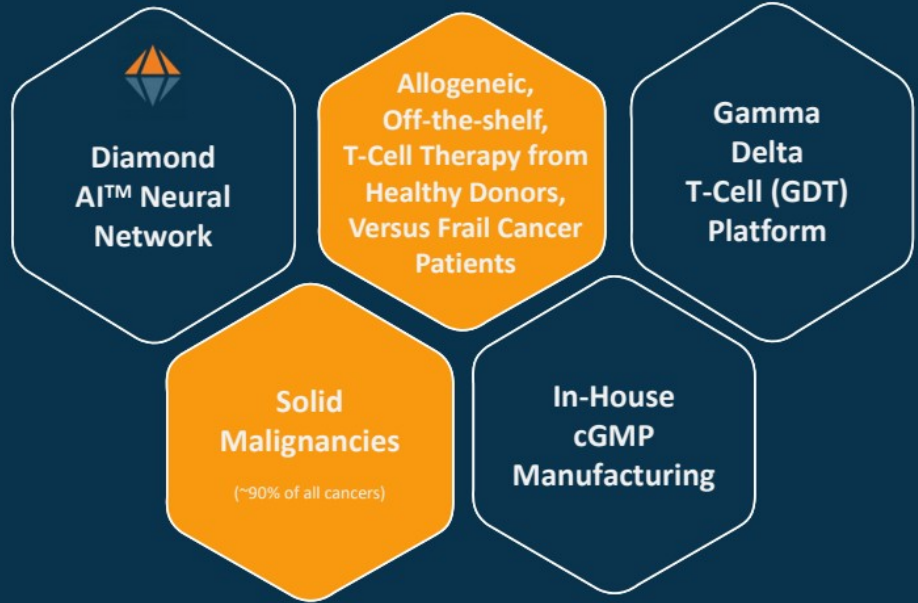 Diamond
AI™ Neural
Network
Allogeneic,
Off-the-shelf,
T-Cell Therapy from
Healthy Donors,
Versus Frail Cancer
Patients
Gamma
Delta
T-Cell (GDT)
Platform
Solid
Malignancies
(~90% of all cancers)
In-House
cGMP
Manufacturing